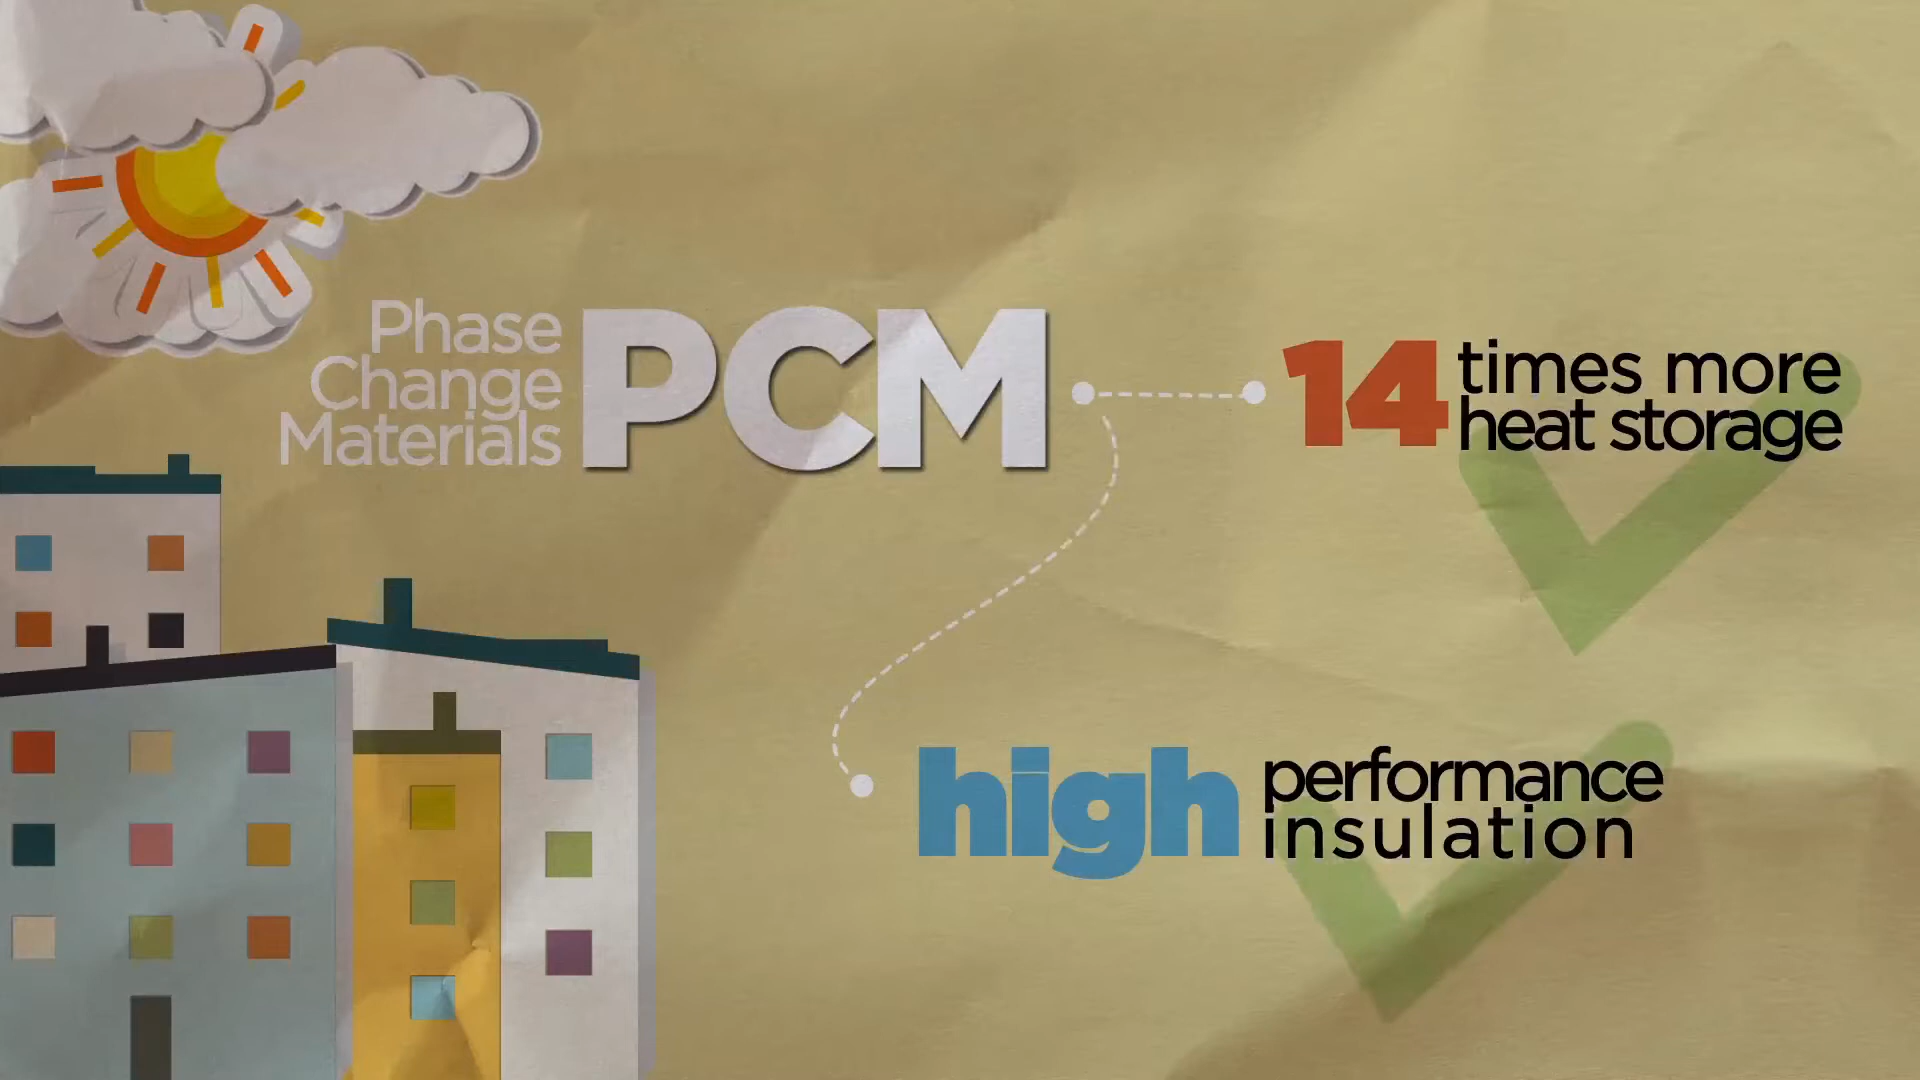 Phase
Change
Materials
PCM
14 times more
heat storage
high performance
insulation